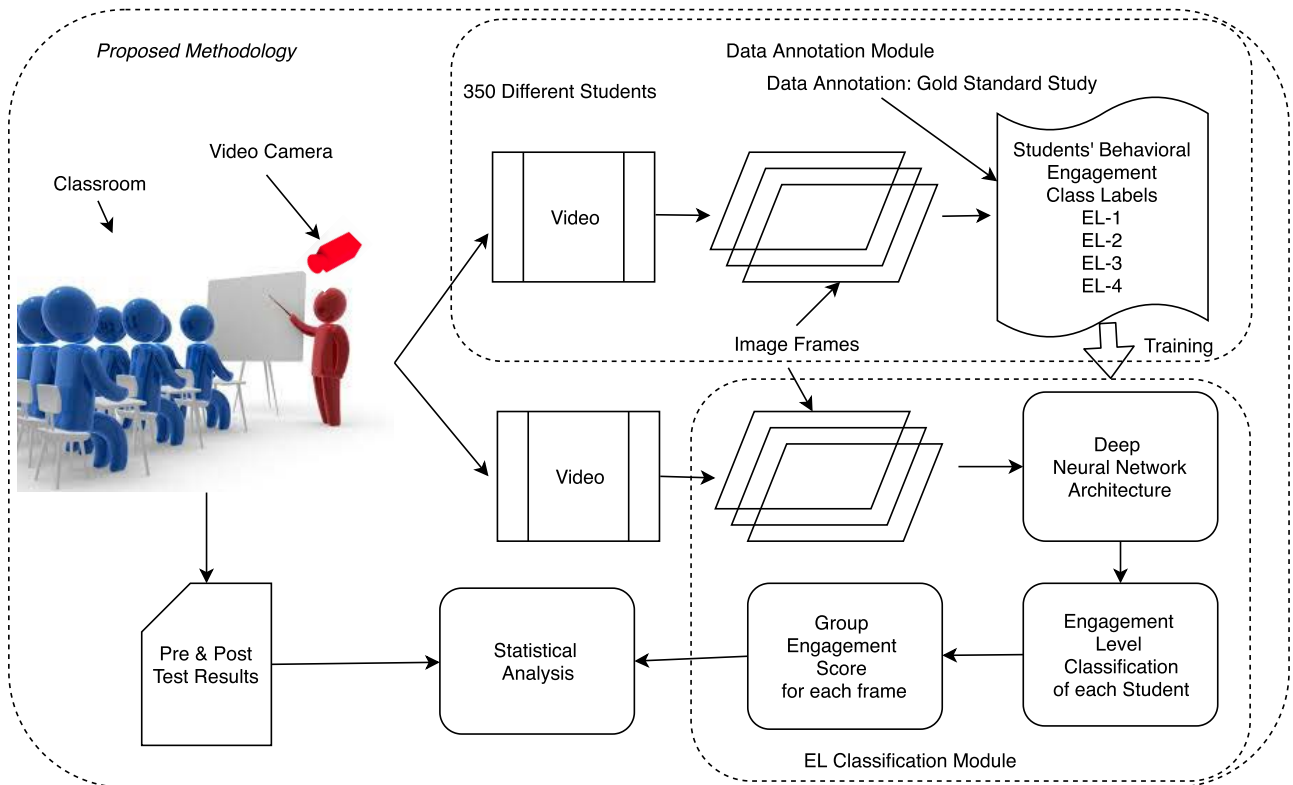 Proposed Methodology
Data Annotation Module
350 Different Students
Data Annotation: Gold Standard Study
Video Camera
Classroom
Video
Students' Behavioral
Engagement
Class Labels
EL-1
EL-2
EL-3
EL-4
Image Frames
Training
Video
Deep
Neural Network
Architecture
Pre & Post
Test Results
Statistical
Analysis
Group
Engagement
Score
for each frame
Engagement
Level
Classification
of each Student
EL Classification Module